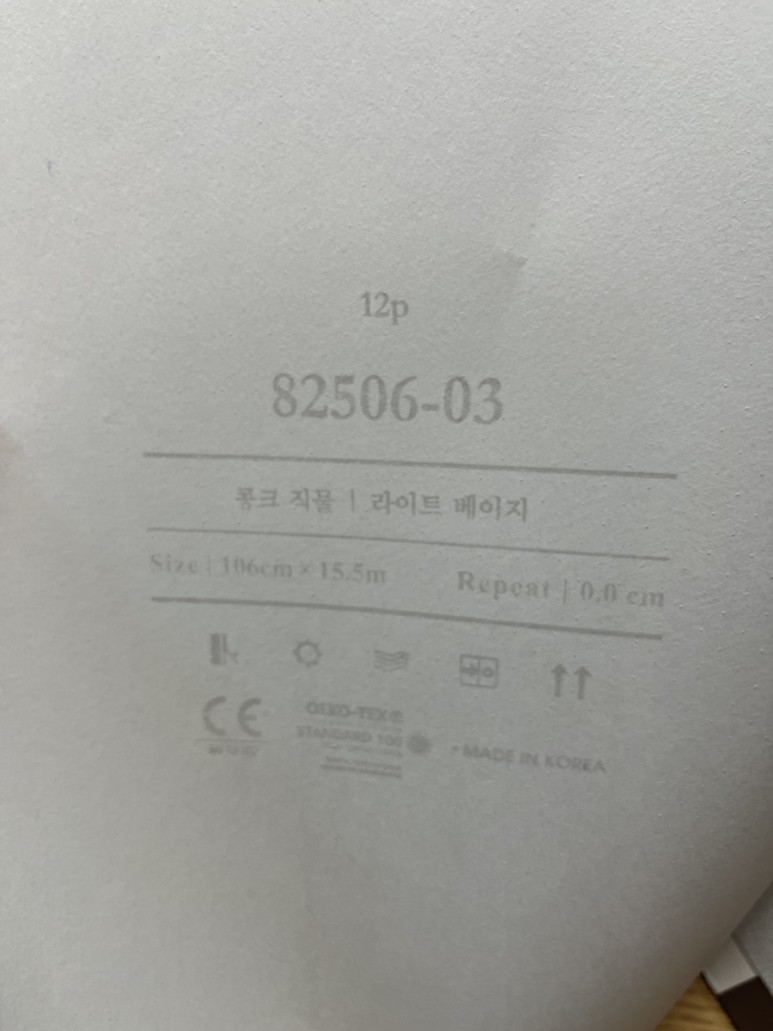 12p
82506-03
콩크 직물 | 라이트 베이지
Size | 106cm × 15.5m Repeat | 0.0 cm
CE OEKO-TEX®
STANDARD 100
• MADE IN KOREA